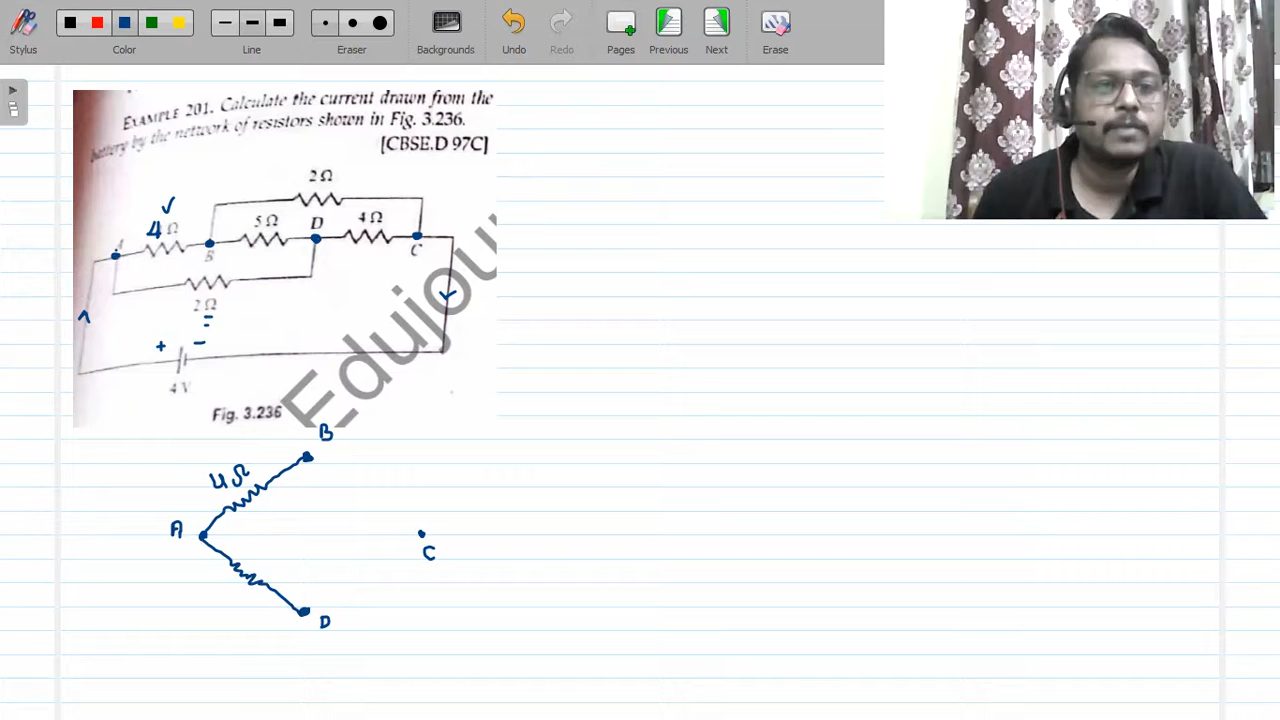 Stylus
Color
Line
Eraser
Backgrounds
Undo
Redo
Pages
Previous
Next
Erase
EXAMPLE 201. Calculate the current drawn from the
battery by the network of resistors shown in Fig. 3.236.
[CBSE.D 97C]
2 Ω
4 Ω
5 Ω
D
4 Ω
A
B
C
2 Ω
+
−
4 V
Fig. 3.236
Edujou
B
4Ω
A
C
D